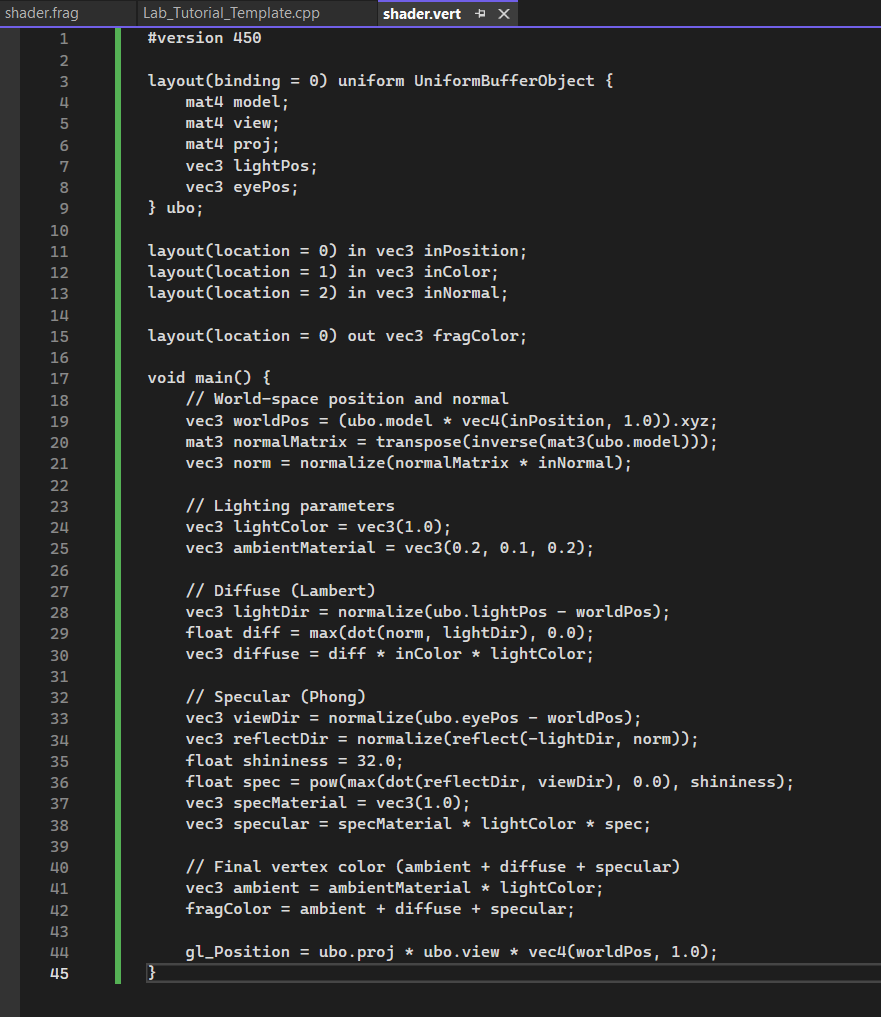 shader.frag Lab_Tutorial_Template.cpp shader.vert
1 #version 450
2
3 layout(binding = 0) uniform UniformBufferObject {
4     mat4 model;
5     mat4 view;
6     mat4 proj;
7     vec3 lightPos;
8     vec3 eyePos;
9 } ubo;
10
11 layout(location = 0) in vec3 inPosition;
12 layout(location = 1) in vec3 inColor;
13 layout(location = 2) in vec3 inNormal;
14
15 layout(location = 0) out vec3 fragColor;
16
17 void main() {
18     // World-space position and normal
19     vec3 worldPos = (ubo.model * vec4(inPosition, 1.0)).xyz;
20     mat3 normalMatrix = transpose(inverse(mat3(ubo.model)));
21     vec3 norm = normalize(normalMatrix * inNormal);
22
23     // Lighting parameters
24     vec3 lightColor = vec3(1.0);
25     vec3 ambientMaterial = vec3(0.2, 0.1, 0.2);
26
27     // Diffuse (Lambert)
28     vec3 lightDir = normalize(ubo.lightPos - worldPos);
29     float diff = max(dot(norm, lightDir), 0.0);
30     vec3 diffuse = diff * inColor * lightColor;
31
32     // Specular (Phong)
33     vec3 viewDir = normalize(ubo.eyePos - worldPos);
34     vec3 reflectDir = normalize(reflect(-lightDir, norm));
35     float shininess = 32.0;
36     float spec = pow(max(dot(reflectDir, viewDir), 0.0), shininess);
37     vec3 specMaterial = vec3(1.0);
38     vec3 specular = specMaterial * lightColor * spec;
39
40     // Final vertex color (ambient + diffuse + specular)
41     vec3 ambient = ambientMaterial * lightColor;
42     fragColor = ambient + diffuse + specular;
43
44     gl_Position = ubo.proj * ubo.view * vec4(worldPos, 1.0);
45 }